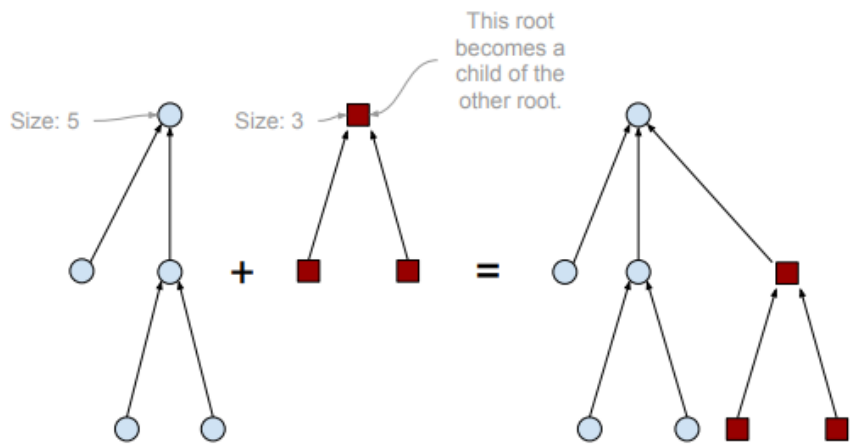 This root
becomes a
child of the
other root.
Size: 5
Size: 3
+
=